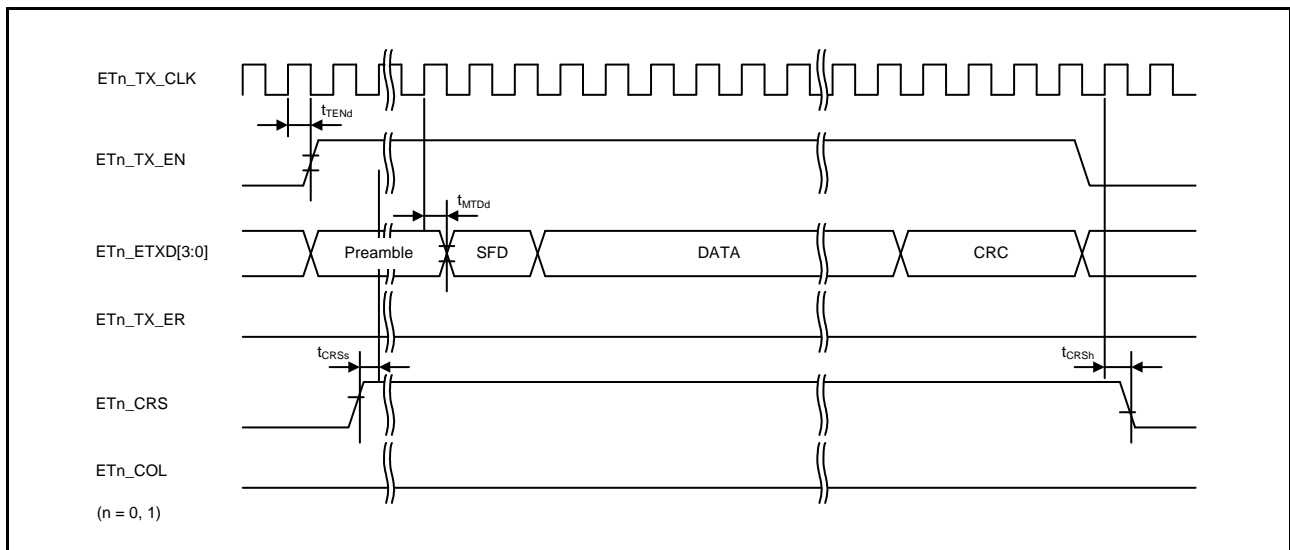 ETn_TX_CLK
tTENd
ETn_TX_EN
tMTDd
ETn_ETXD[3:0]
Preamble SFD DATA CRC
ETn_TX_ER
tCRSs tCRSh
ETn_CRS
ETn_COL
(n = 0, 1)